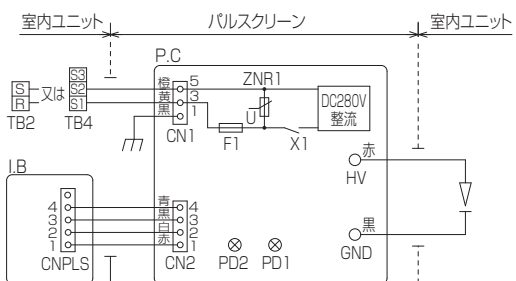 室内ユニット パルスクリーン 室内ユニット
P.C
S R 又は S3 S2 S1
TB2 TB4
橙 5
黄 3
黒 1
CN1
ZNR1
U
F1
X1
DC280V
整流
赤
HV
黒
GND
I.B
4
3
2
1
CNPLS
青 4
黒 3
白 2
赤 1
CN2
PD2 PD1